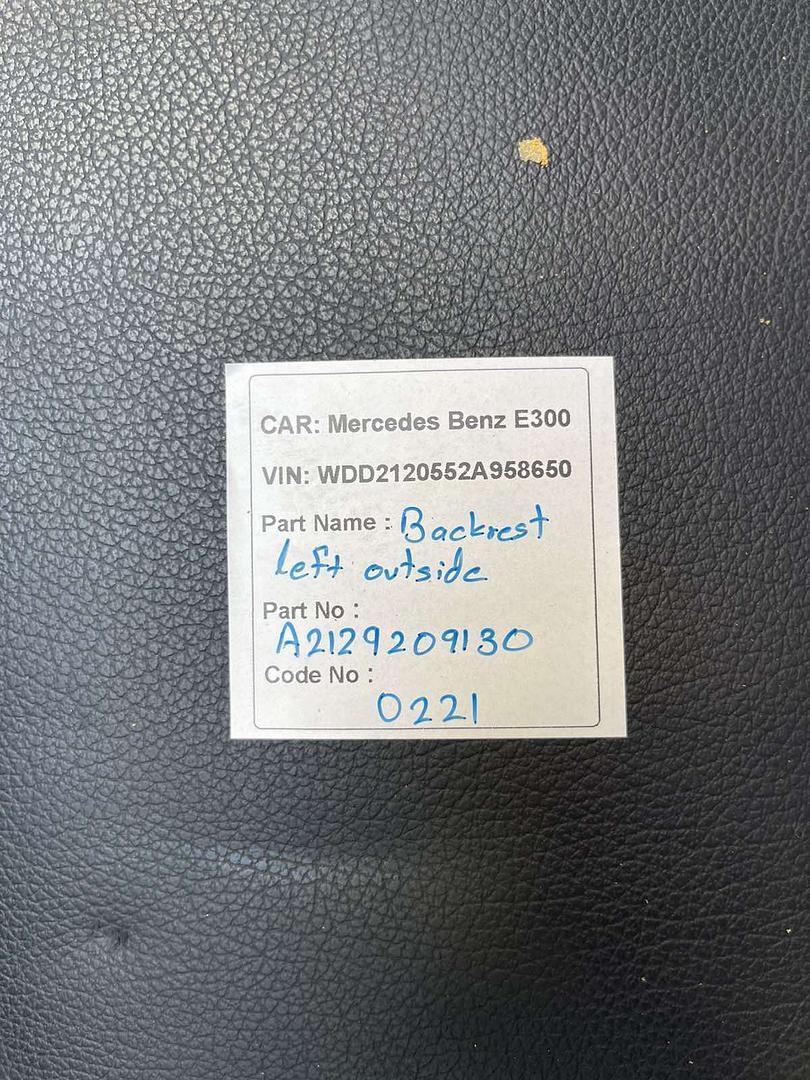 CAR: Mercedes Benz E300
VIN: WDD2120552A958650
Part Name : Backrest
left outside
Part No :
A2129209130
Code No :
0221